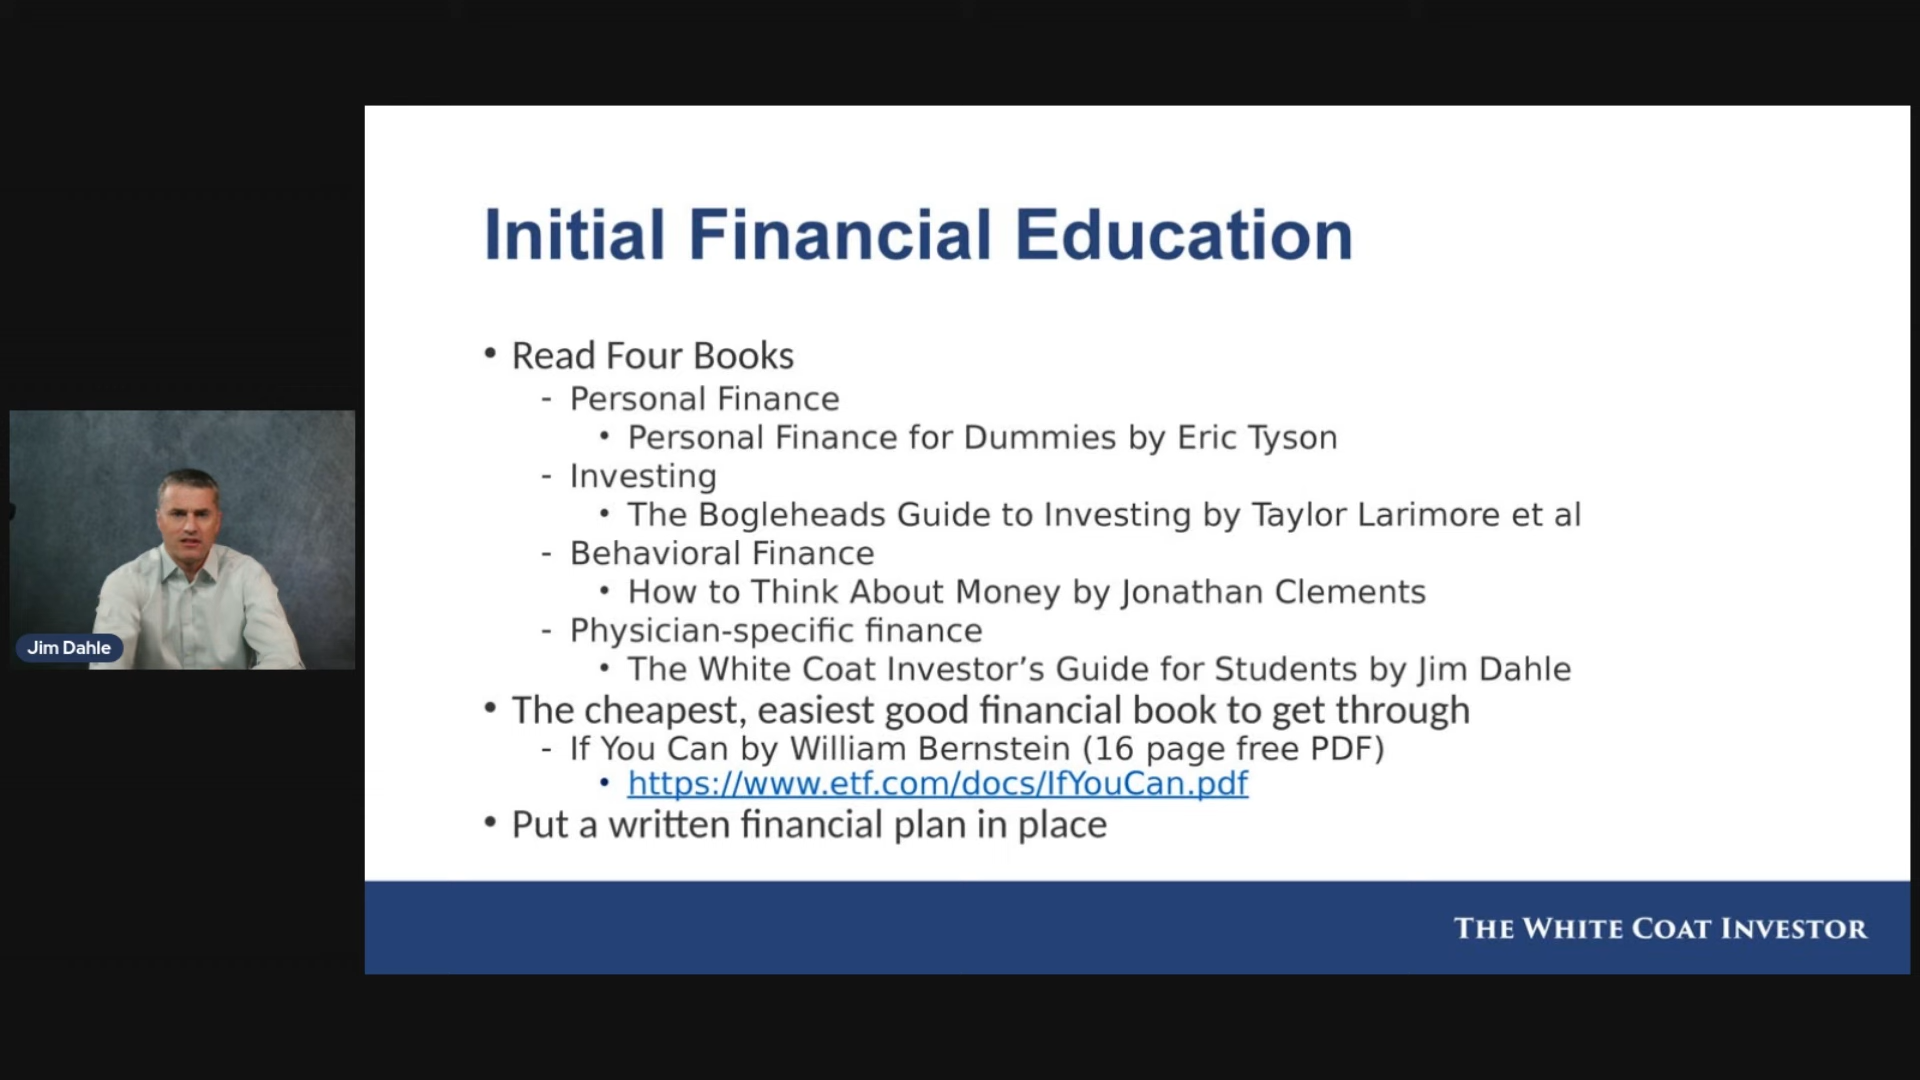 Initial Financial Education
• Read Four Books
- Personal Finance
• Personal Finance for Dummies by Eric Tyson
- Investing
• The Bogleheads Guide to Investing by Taylor Larimore et al
- Behavioral Finance
• How to Think About Money by Jonathan Clements
- Physician-specific finance
• The White Coat Investor’s Guide for Students by Jim Dahle
• The cheapest, easiest good financial book to get through
- If You Can by William Bernstein (16 page free PDF)
• https://www.etf.com/docs/IfYouCan.pdf
• Put a written financial plan in place
THE WHITE COAT INVESTOR
Jim Dahle